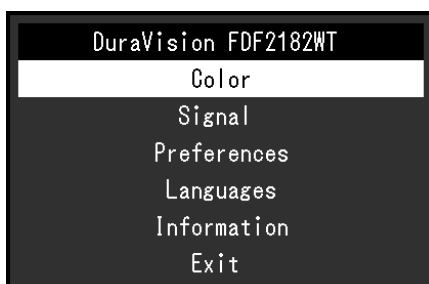 DuraVision FDF2182WT
Color
Signal
Preferences
Languages
Information
Exit